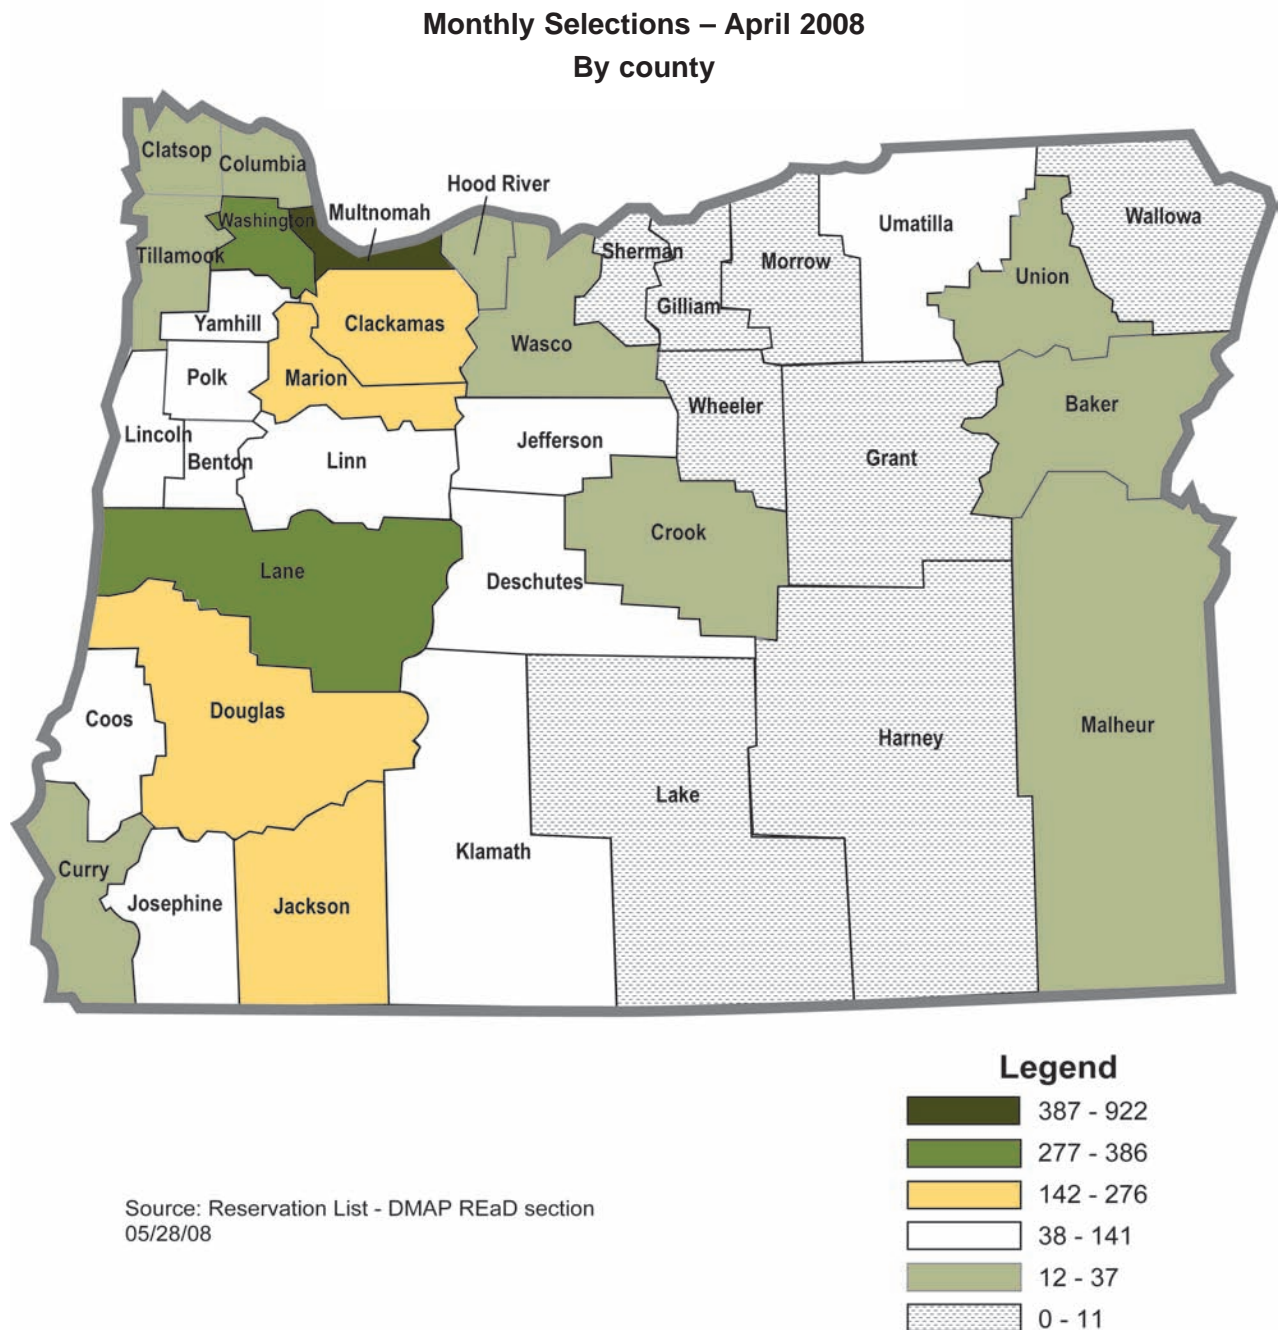 Monthly Selections – April 2008
By county
Clatsop
Columbia
Hood River
Washington
Multnomah
Tillamook
Sherman
Umatilla
Wallowa
Morrow
Union
Gilliam
Yamhill
Clackamas
Wasco
Polk
Marion
Wheeler
Baker
Lincoln
Benton
Linn
Jefferson
Grant
Crook
Lane
Deschutes
Coos
Douglas
Malheur
Harney
Lake
Klamath
Curry
Josephine
Jackson
Legend
387 - 922
277 - 386
142 - 276
38 - 141
12 - 37
0 - 11
Source: Reservation List - DMAP REaD section
05/28/08